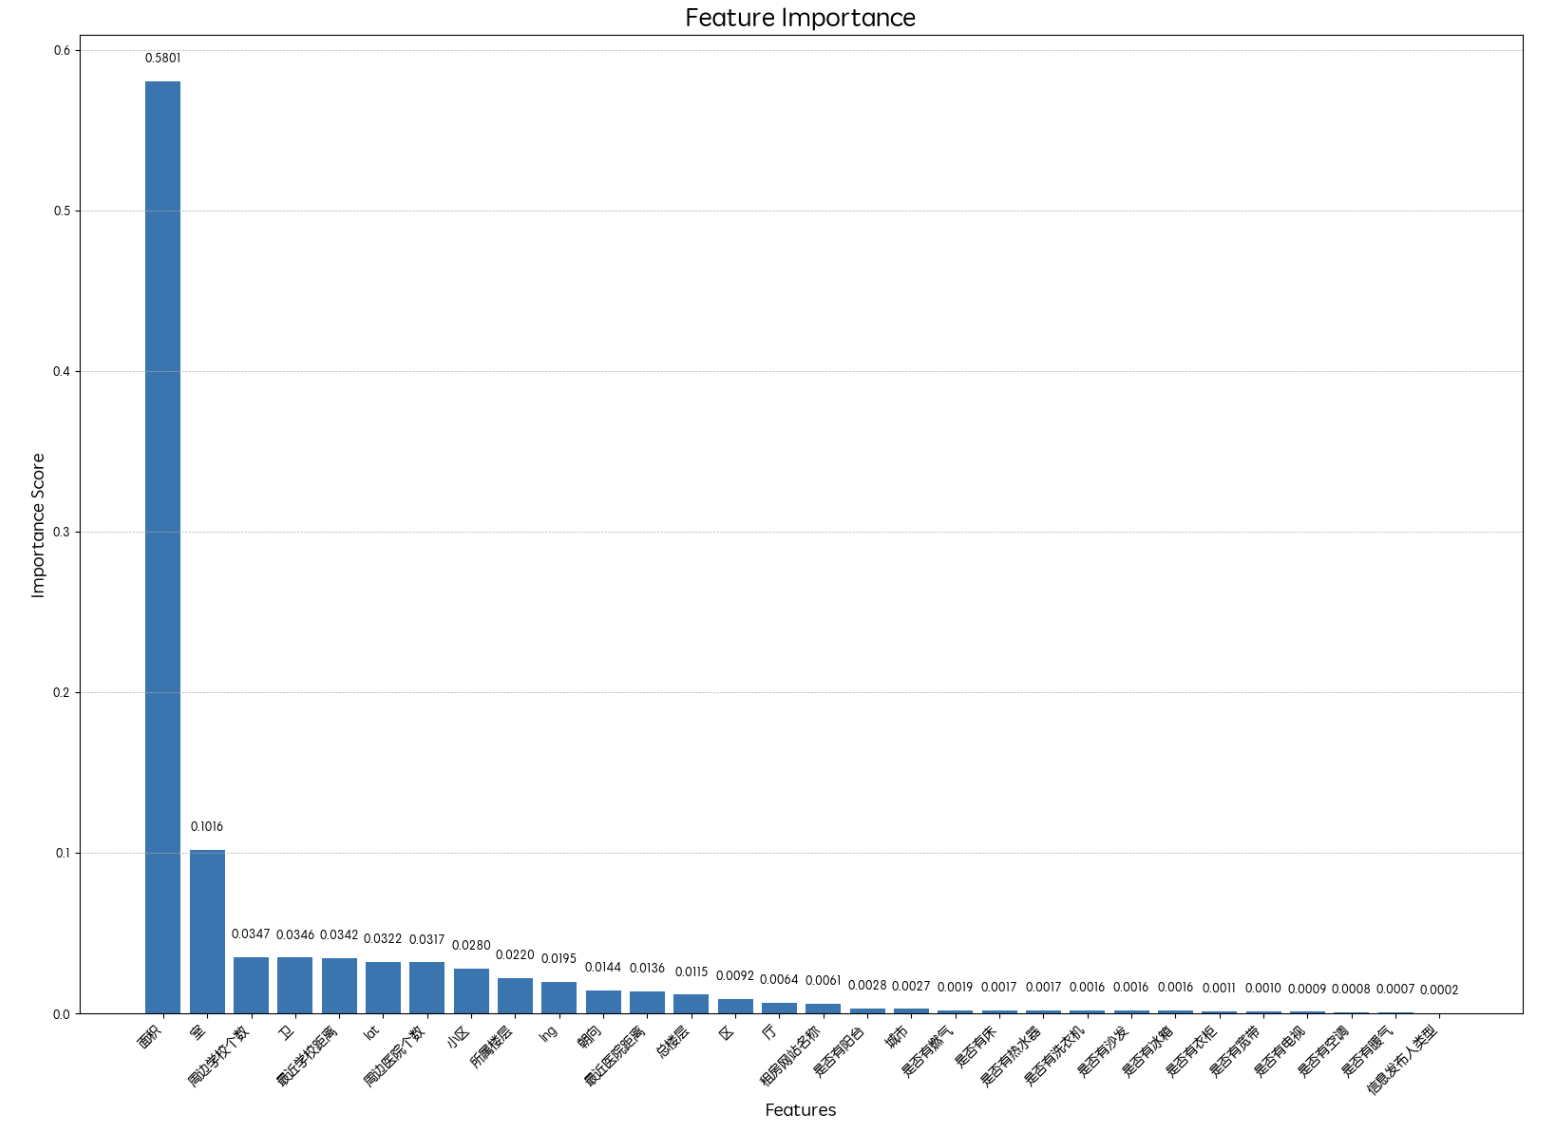 Feature Importance
Importance Score
0.6
0.5
0.4
0.3
0.2
0.1
0.0
0.5801
0.1016
0.0347
0.0346
0.0342
0.0322
0.0317
0.0280
0.0220
0.0195
0.0144
0.0136
0.0115
0.0092
0.0064
0.0061
0.0028
0.0027
0.0019
0.0017
0.0017
0.0016
0.0016
0.0016
0.0011
0.0010
0.0009
0.0008
0.0007
0.0002
面积
室
周边学校个数
卫
最近学校距离
lat
周边医院个数
小区
所属楼层
lng
朝向
最近医院距离
总楼层
区
厅
租房网站名称
是否有阳台
城市
是否有燃气
是否有床
是否有热水器
是否有洗衣机
是否有沙发
是否有冰箱
是否有衣柜
是否有宽带
是否有电视
是否有空调
是否有暖气
信息发布人类型
Features